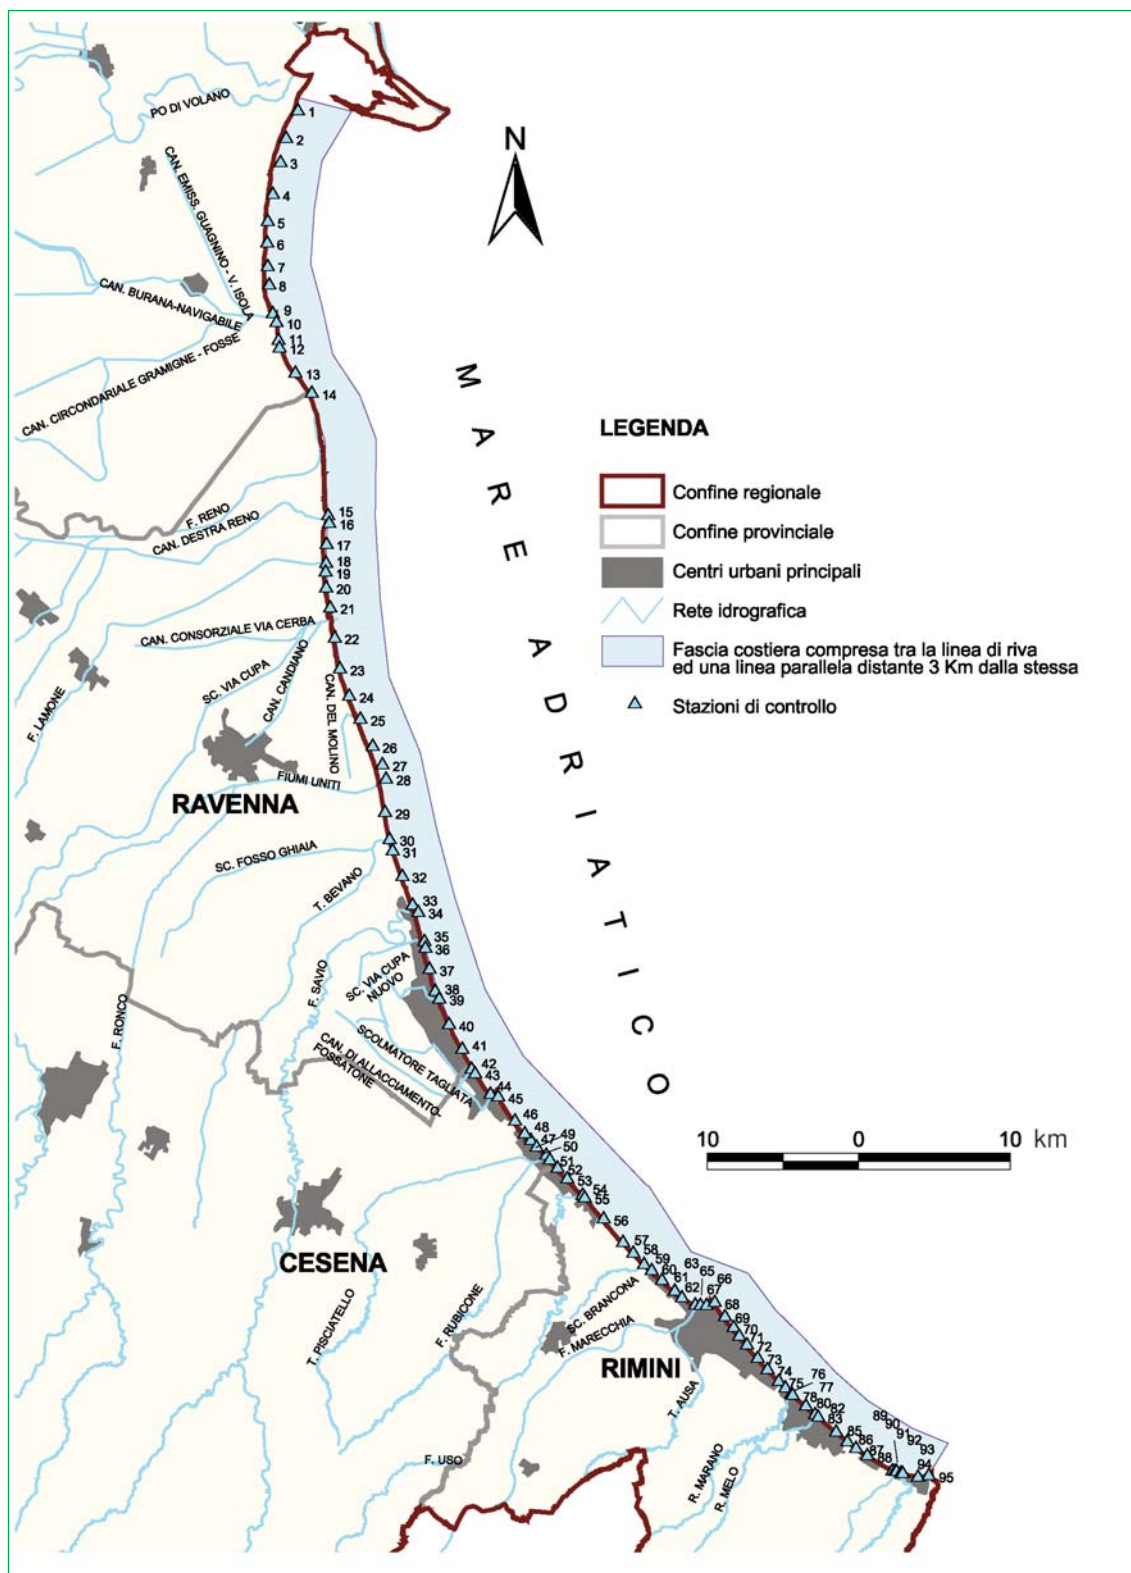 PO DI VOLANO
CAN. EMISS. GUAGNINO - V. ISOLA
CAN. BURANA-NAVIGABILE
CAN. CIRCONDARIALE GRAMIGNE - FOSSE
N
MARE ADRIATICO
LEGENDA
Confine regionale
Confine provinciale
Centri urbani principali
Rete idrografica
Fascia costiera compresa tra la linea di riva
ed una linea parallela distante 3 Km dalla stessa
Stazioni di controllo
F. RENO
CAN. DESTRA RENO
CAN. CONSORZIALE VIA CERBA
SC. VIA CUPA
CAN. CANDIANO
CAN. DEL MOLINO
F. LAMONE
FIUMI UNITI
RAVENNA
SC. FOSSO GHIAIA
T. BEVANO
F. SAVIO
SC. VIA CUPA
NUOVO
F. RONCO
SCOLMATORE TAGLIATA
CAN. DI ALLACCIAMENTO-
FOSSATONE
10 0 10 km
CESENA
T. PISCIATELLO
F. RUBICONE
SC. BRANCONA
F. MARECCHIA
RIMINI
T. AUSA
F. USO
R. MARANO
R. MELO
1
2
3
4
5
6
7
8
9
10
11
12
13
14
15
16
17
18
19
20
21
22
23
24
25
26
27
28
29
30
31
32
33
34
35
36
37
38
39
40
41
42
43
44
45
46
48
47
49
50
51
52
53
54
55
56
57
58
59
60
61
62
63
65
66
67
68
69
70
71
72
73
74
75
76
77
78
80
82
83
85
86
87
88
89
90
91
92
93
94
95